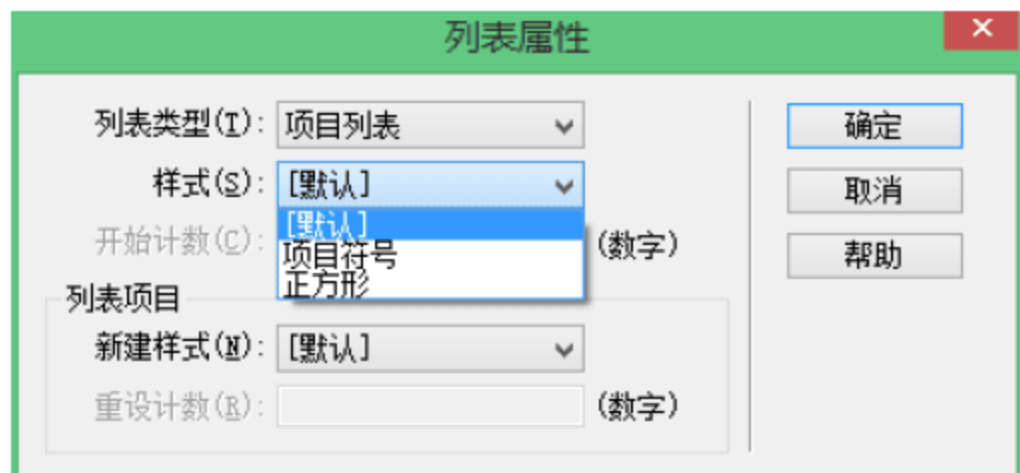 列表属性
列表类型(T): 项目列表 确定
样式(S): [默认] 取消
[默认]
开始计数(C): (数字) 帮助
项目符号
正方形
列表项目
新建样式(N): [默认]
重设计数(R): (数字)